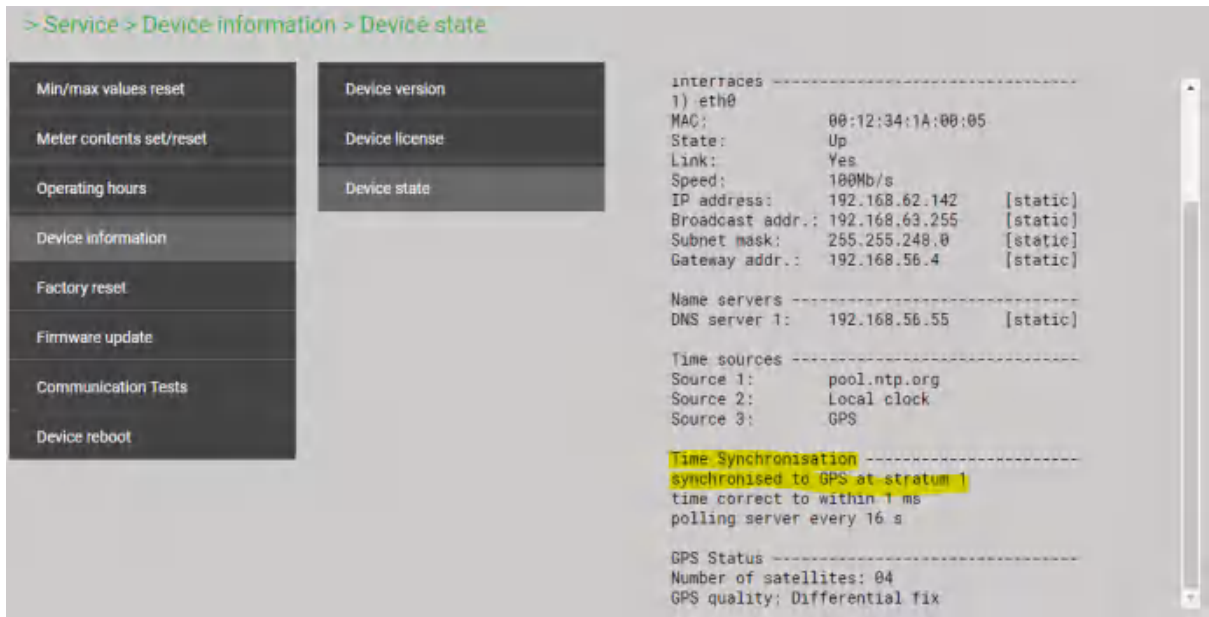 > Service > Device information > Device state
Min/max values reset
Meter contents set/reset
Operating hours
Device information
Factory reset
Firmware update
Communication Tests
Device reboot
Device version
Device license
Device state
Interfaces ----------------------------------
1) eth0
MAC: 00:12:34:1A:00:05
State: Up
Link: Yes
Speed: 100Mb/s
IP address: 192.168.62.142 [static]
Broadcast addr.: 192.168.63.255 [static]
Subnet mask: 255.255.248.0 [static]
Gateway addr.: 192.168.56.4 [static]
Name servers --------------------------------
DNS server 1: 192.168.56.55 [static]
Time sources --------------------------------
Source 1: pool.ntp.org
Source 2: Local clock
Source 3: GPS
Time Synchronisation ------------------------
synchronised to GPS at stratum 1
time correct to within 1 ms
polling server every 16 s
GPS Status ----------------------------------
Number of satellites: 04
GPS quality: Differential fix